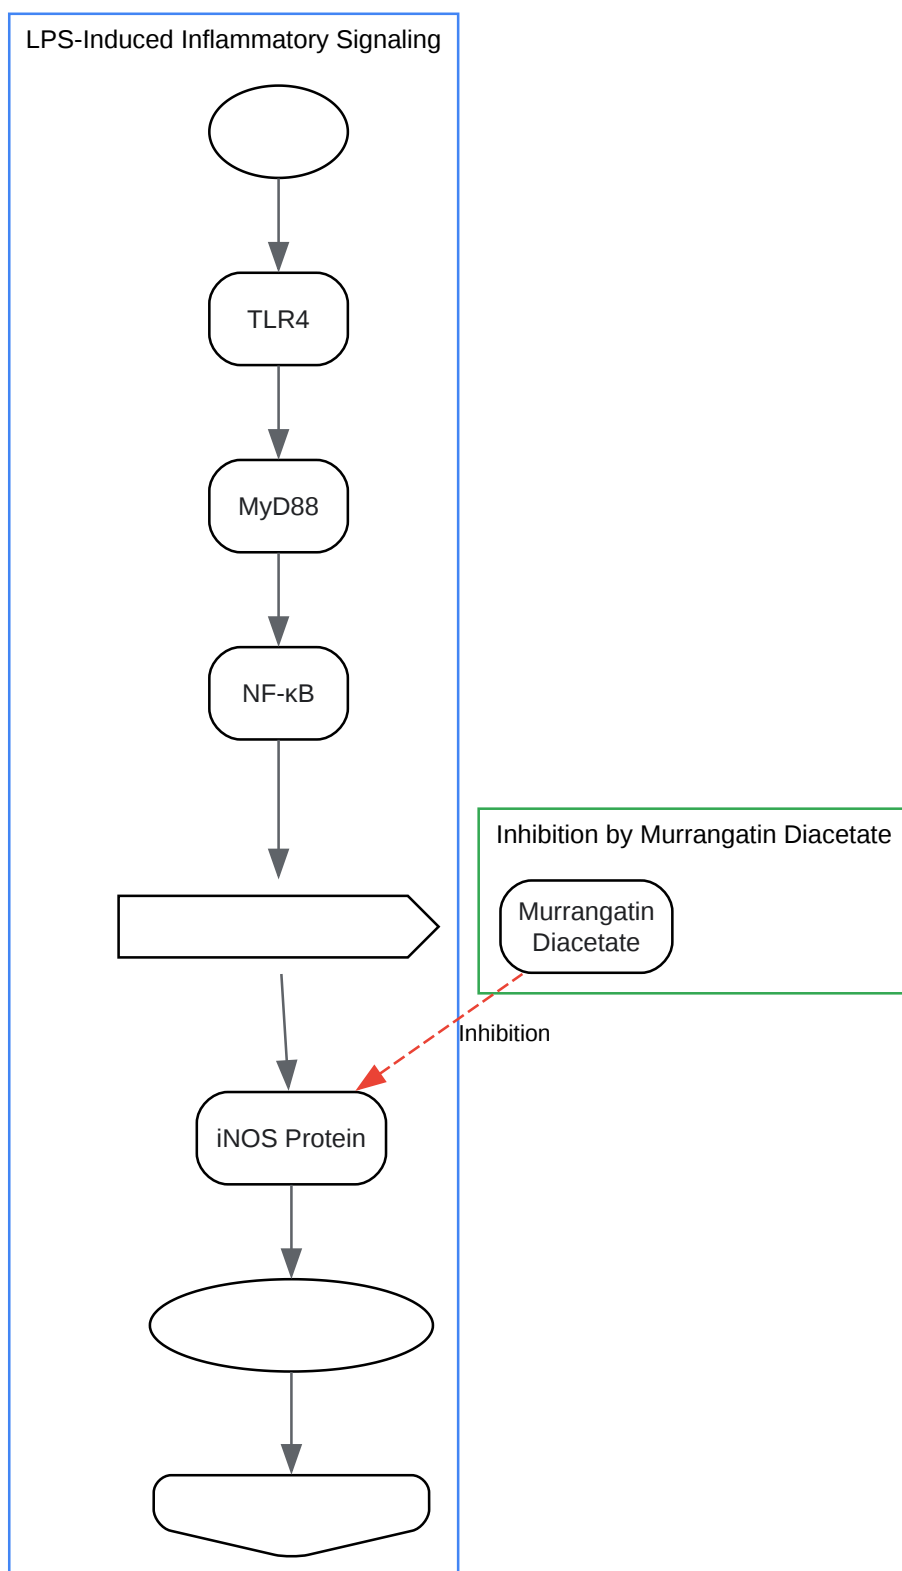 LPS-Induced Inflammatory Signaling
TLR4
MyD88
NF-κB
Inhibition by Murrangatin Diacetate
Murrangatin
Diacetate
Inhibition
iNOS Protein